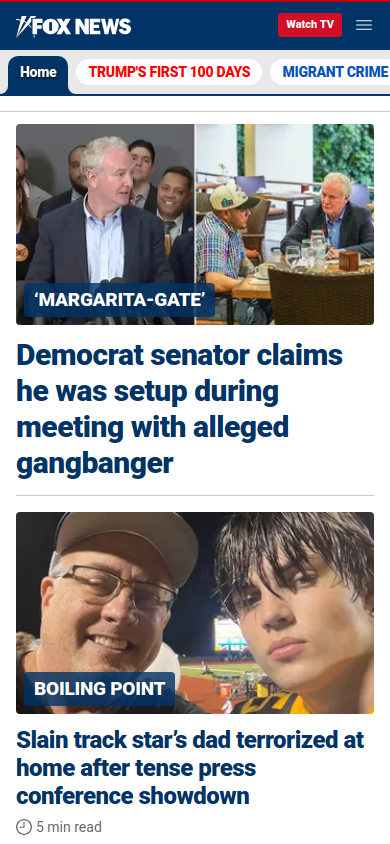 FOX NEWS
Watch TV
Home
TRUMP'S FIRST 100 DAYS
MIGRANT CRIME
‘MARGARITA-GATE’
Democrat senator claims
he was setup during
meeting with alleged
gangbanger
BOILING POINT
Slain track star’s dad terrorized at
home after tense press
conference showdown
5 min read